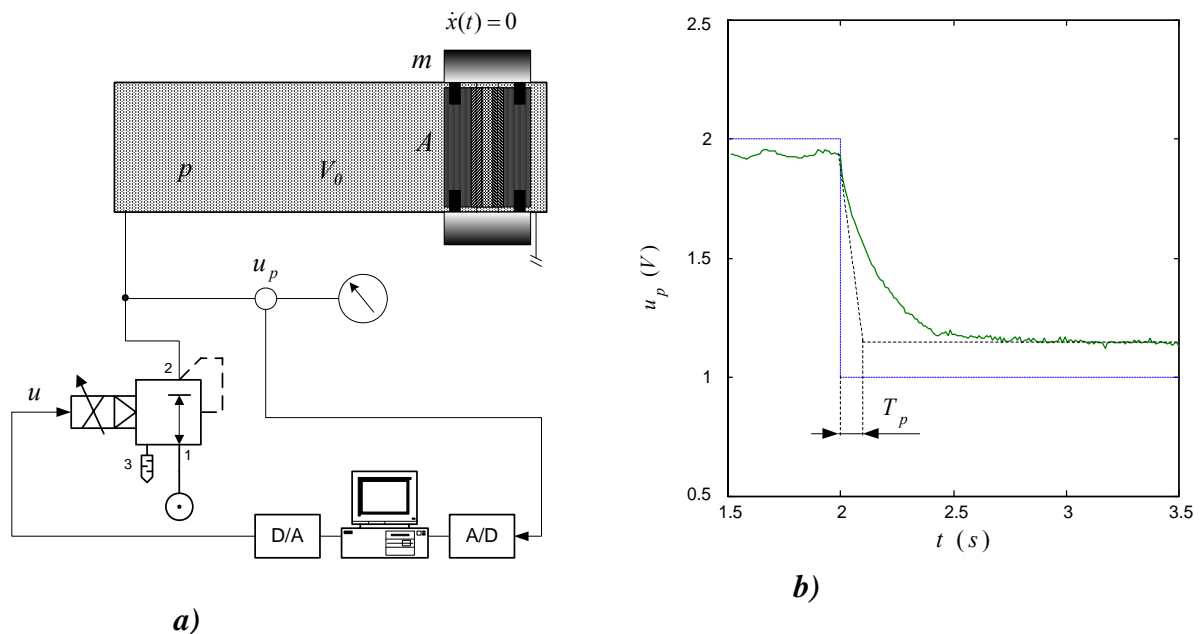 ẋ(t) = 0
m
A
p
V₀
u_p
2
u
3
1
D/A
A/D
a)
2.5
2
1.5
1
0.5
u_p (V)
T_p
1.5
2
2.5
3
3.5
t (s)
b)